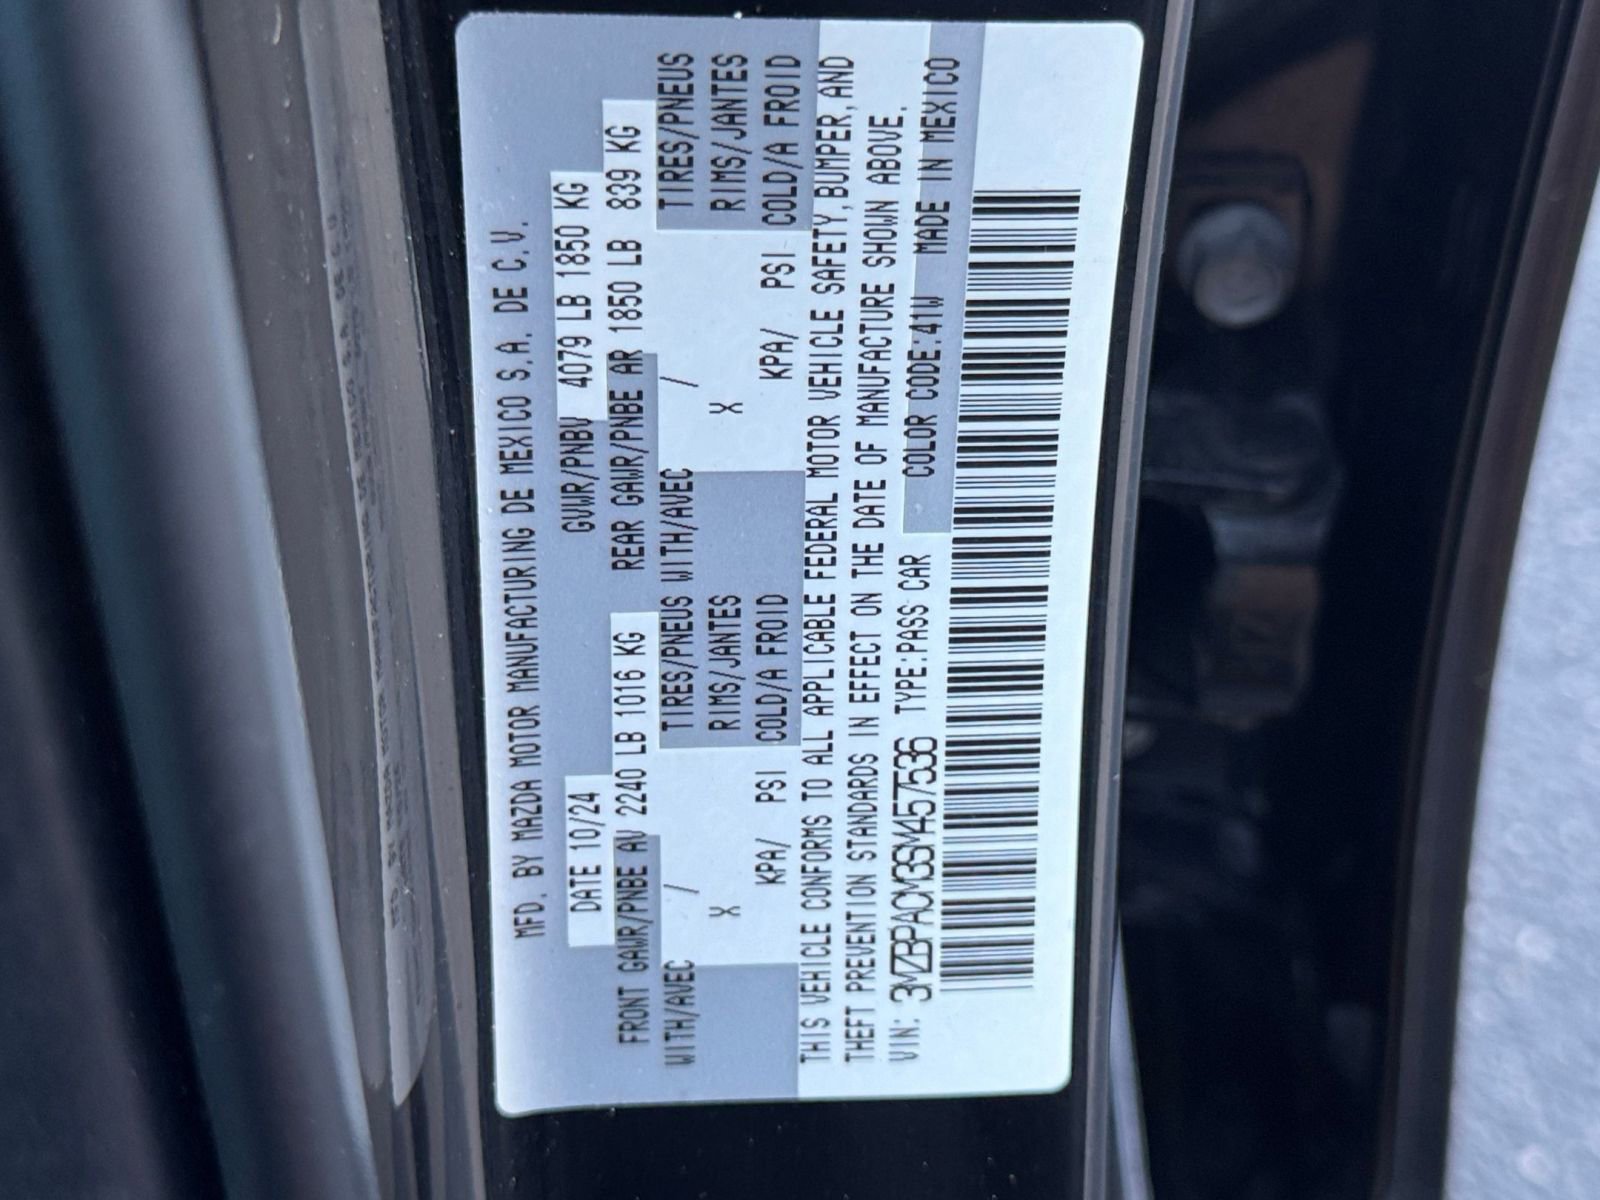 MFD. BY MAZDA MOTOR MANUFACTURING DE MEXICO S.A. DE C.V.
DATE 10/24 GVWR/PNBV 4079 LB 1850 KG
FRONT GAWR/PNBE AV 2240 LB 1016 KG REAR GAWR/PNBE AR 1850 LB 839 KG
WITH/AVEC / TIRES/PNEUS WITH/AVEC / TIRES/PNEUS
X RIMS/JANTES X RIMS/JANTES
KPA/ PSI COLD/A FROID KPA/ PSI COLD/A FROID
THIS VEHICLE CONFORMS TO ALL APPLICABLE FEDERAL MOTOR VEHICLE SAFETY, BUMPER, AND
THEFT PREVENTION STANDARDS IN EFFECT ON THE DATE OF MANUFACTURE SHOWN ABOVE.
VIN: 3MZBPACM3SM457536 TYPE:PASS CAR COLOR CODE:41W MADE IN MEXICO